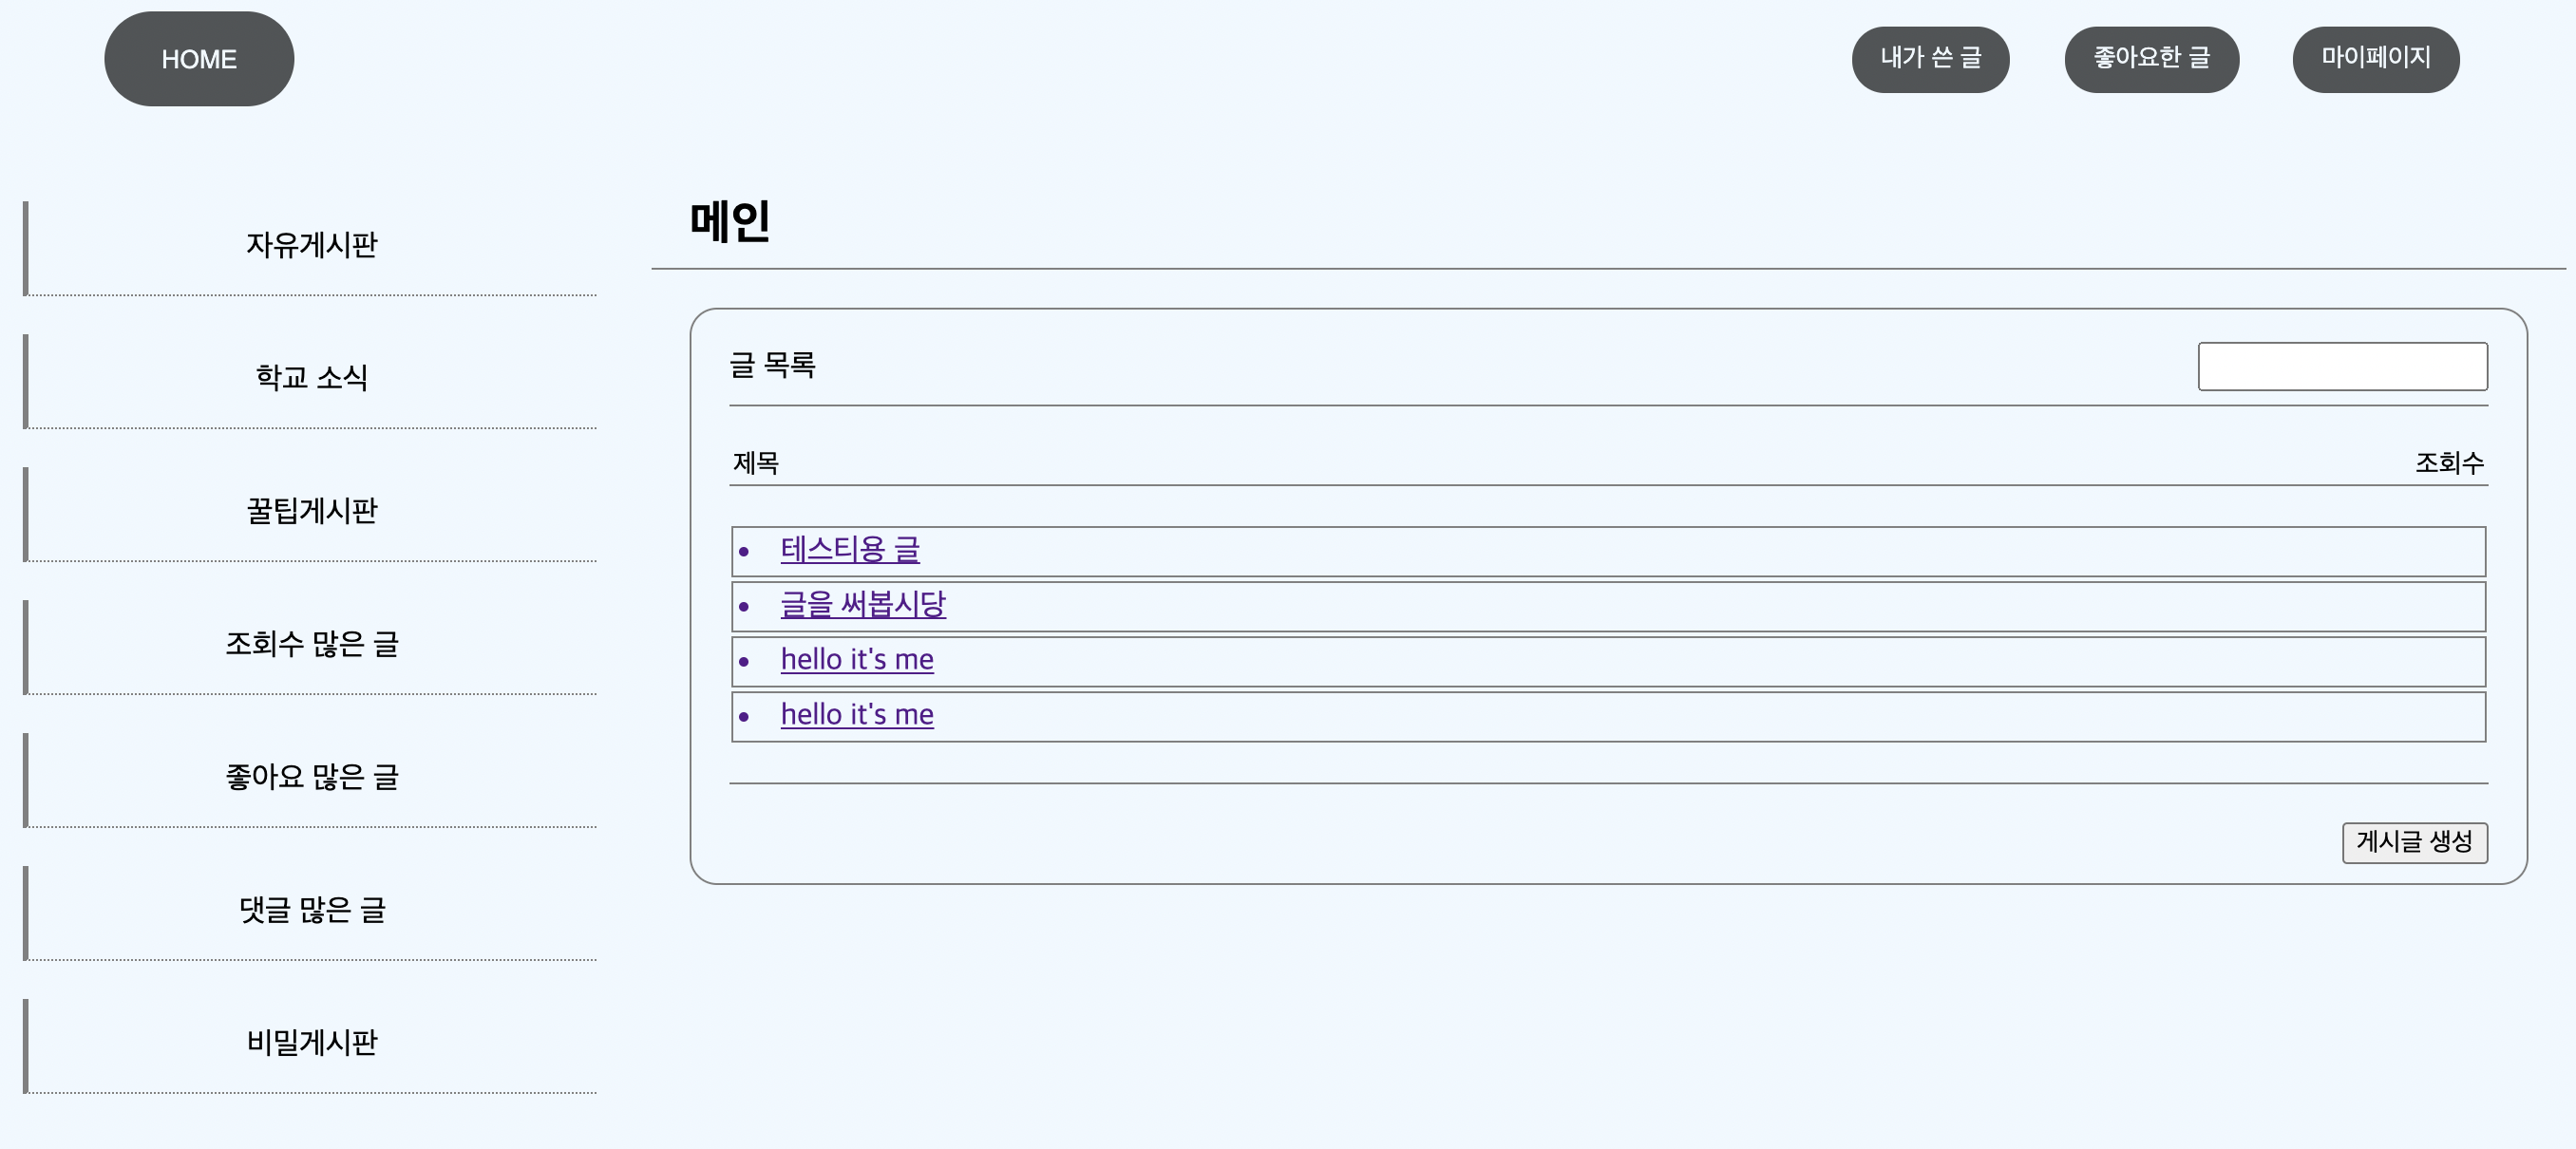 HOME
내가 쓴 글
좋아요한 글
마이페이지
자유게시판
학교 소식
꿀팁게시판
조회수 많은 글
좋아요 많은 글
댓글 많은 글
비밀게시판
메인
글 목록
제목 조회수
테스티용 글
글을 써봅시당
hello it's me
hello it's me
게시글 생성